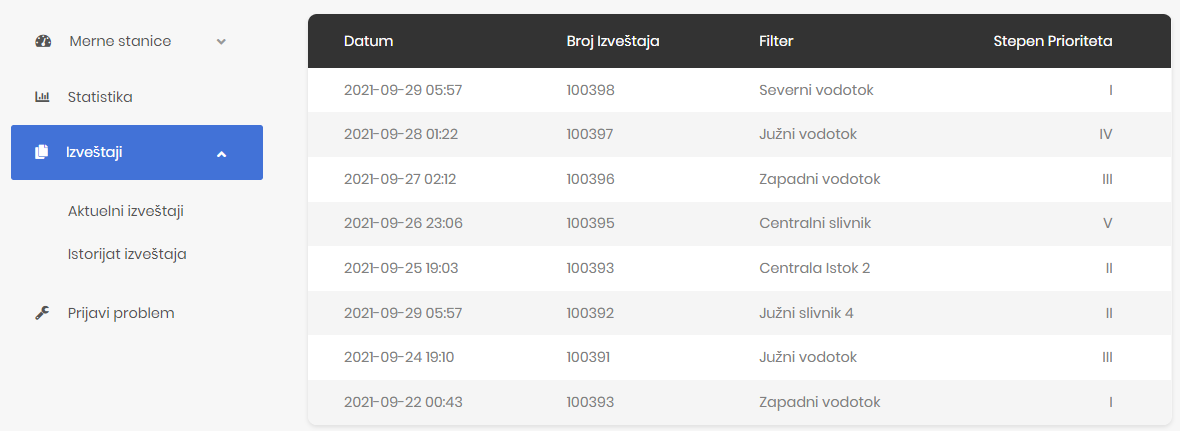 Merne stanice
Statistika
Izveštaji
Aktuelni izveštaji
Istorijat izveštaja
Prijavi problem
Datum Broj Izveštaja Filter Stepen Prioriteta
2021-09-29 05:57 100398 Severni vodotok I
2021-09-28 01:22 100397 Južni vodotok IV
2021-09-27 02:12 100396 Zapadni vodotok III
2021-09-26 23:06 100395 Centralni slivnik V
2021-09-25 19:03 100393 Centrala Istok 2 II
2021-09-29 05:57 100392 Južni slivnik 4 II
2021-09-24 19:10 100391 Južni vodotok III
2021-09-22 00:43 100393 Zapadni vodotok I